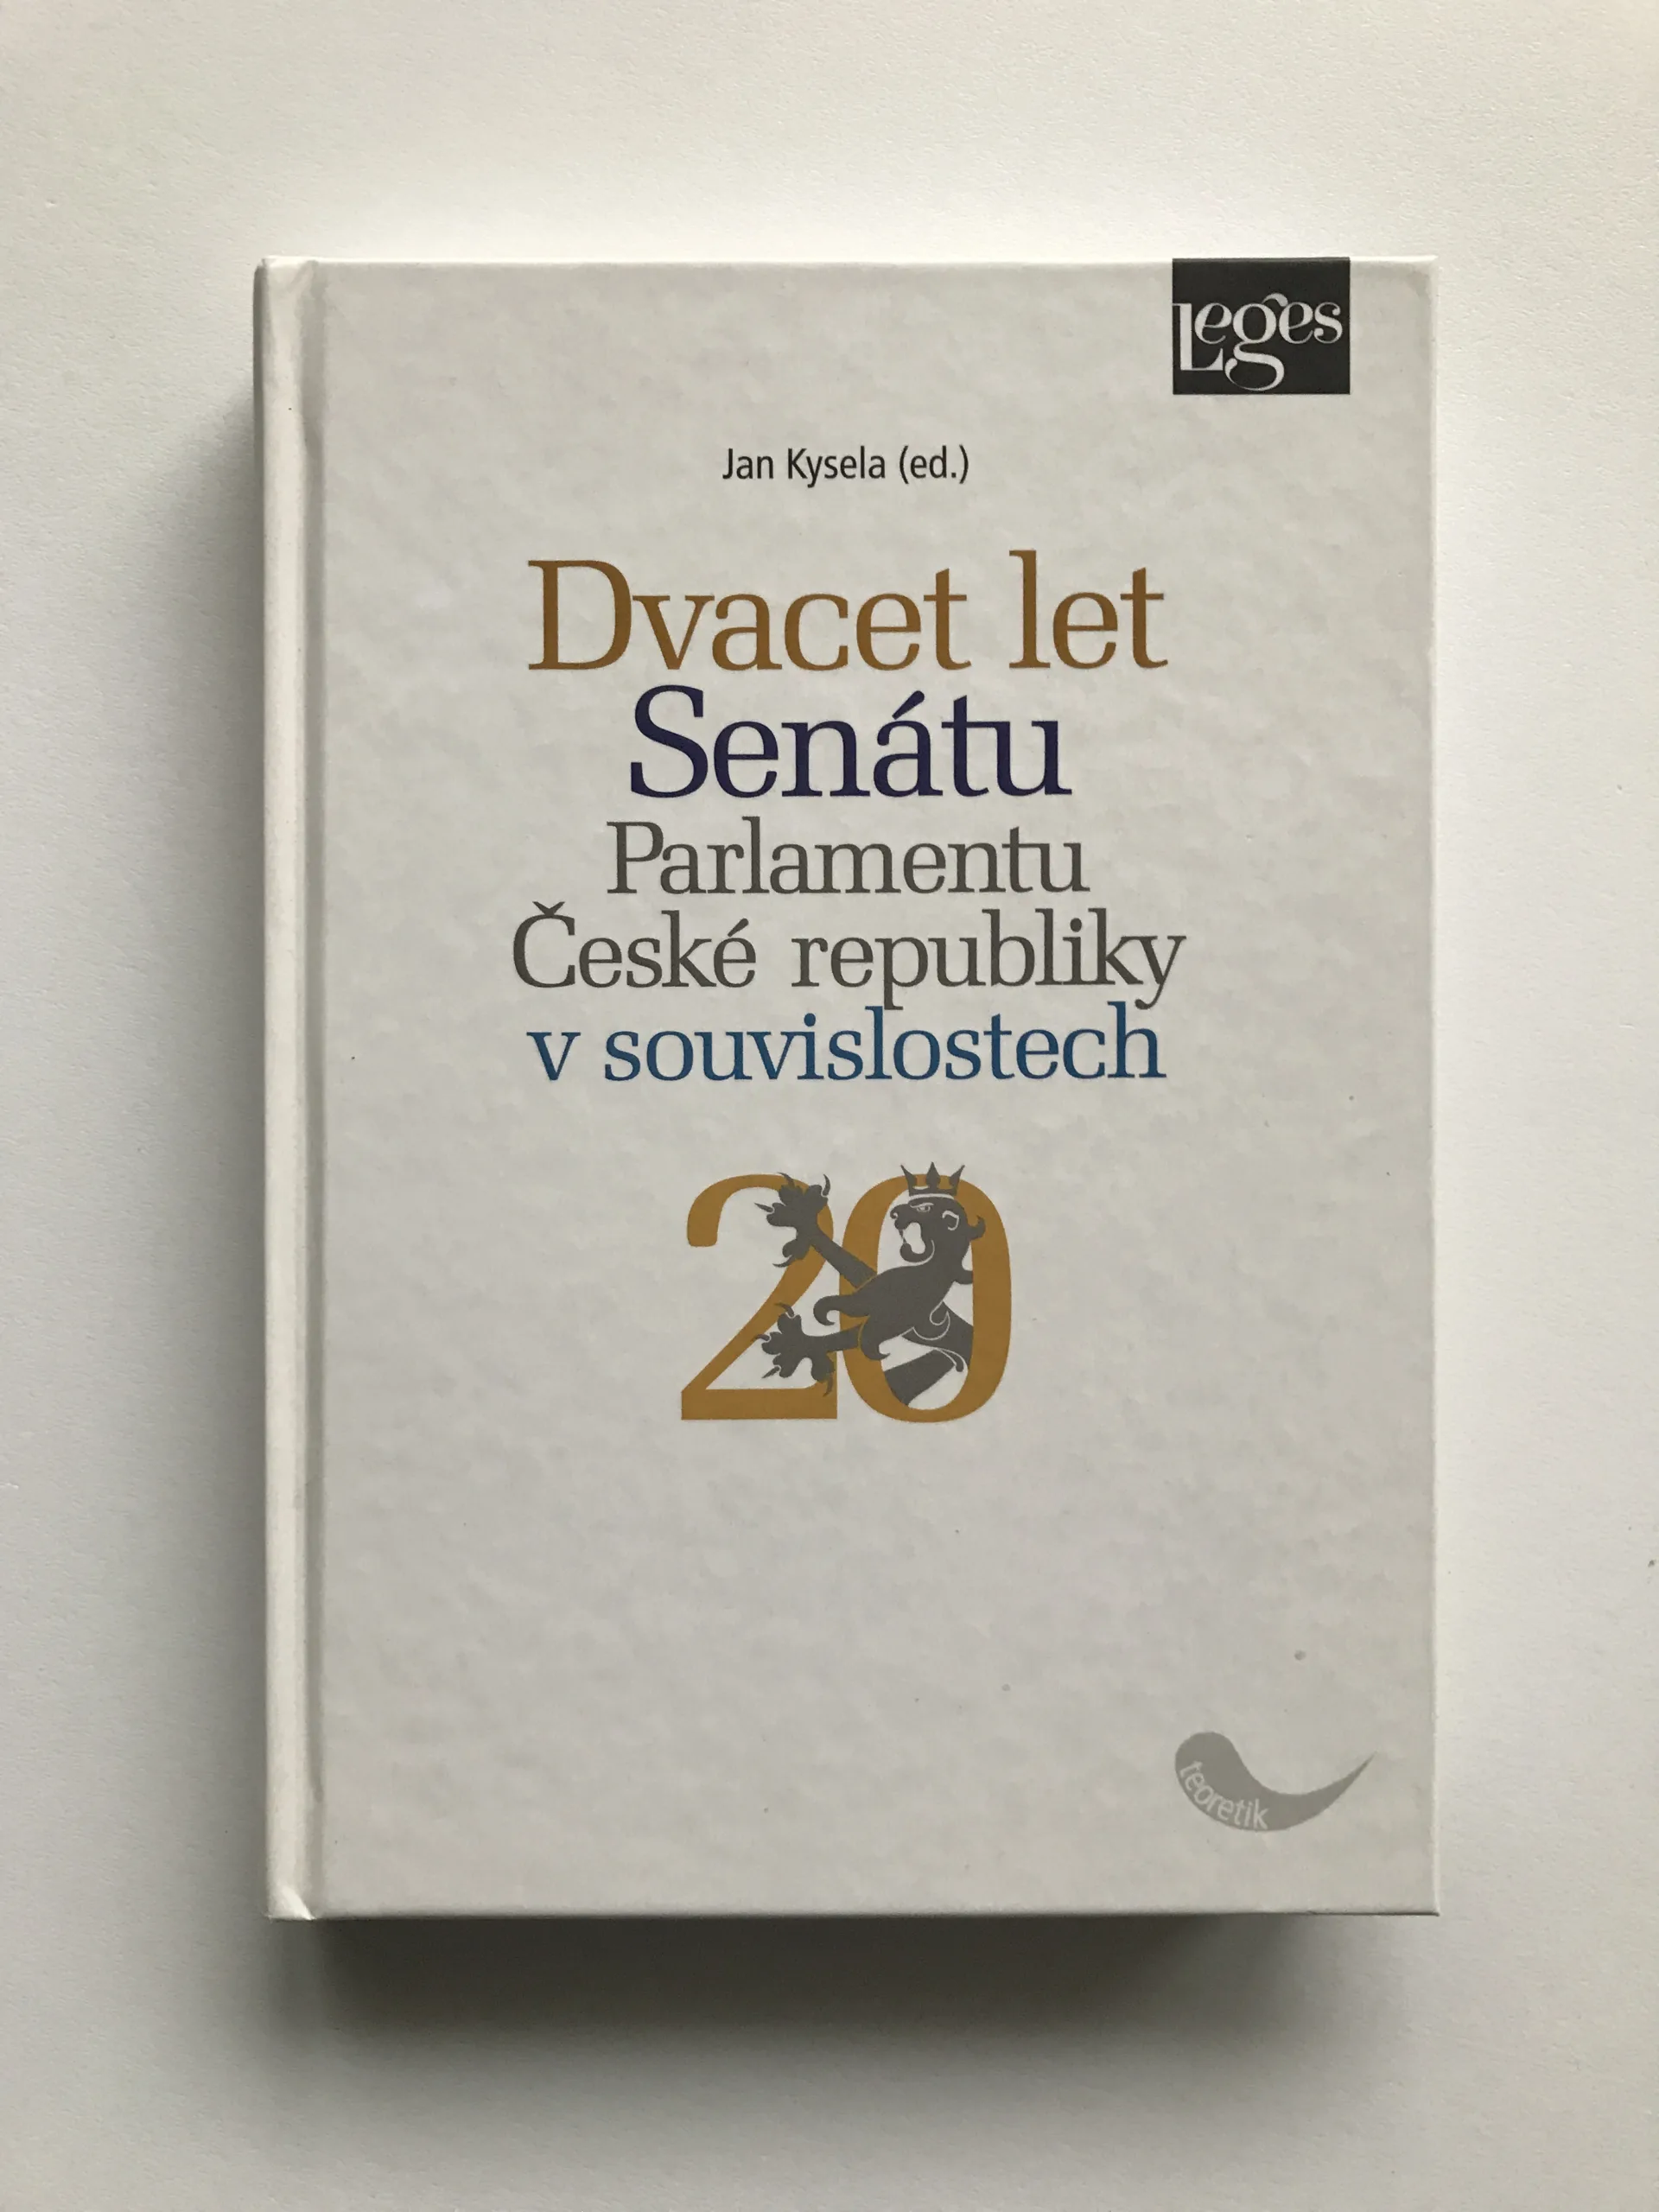 Leges
Jan Kysela (ed.)
Dvacet let
Senátu
Parlamentu
České republiky
v souvislostech
20
teoretik